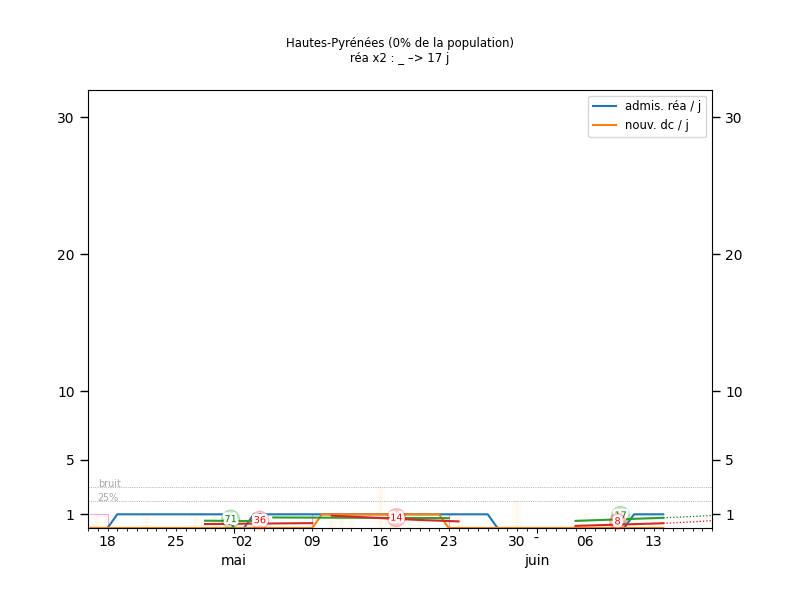 Hautes-Pyrénées (0% de la population)
réa x2 : _ –> 17 j
admis. réa / j
nouv. dc / j
30 30
20 20
10 10
5 5
1 1
bruit
25%
71 36 14 17
8
18 25 02 09 16 23 30 06 13
mai juin